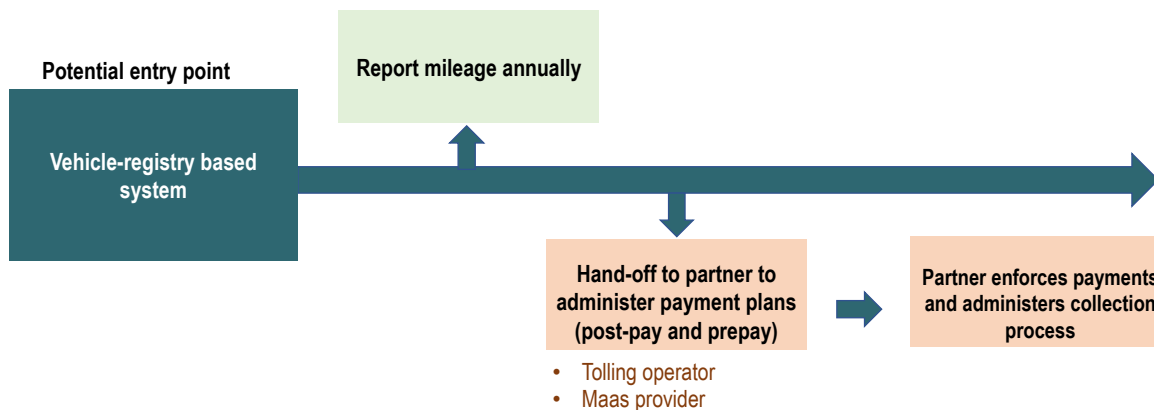 Potential entry point
Report mileage annually
Vehicle-registry based
system
Hand-off to partner to
administer payment plans
(post-pay and prepay)
Partner enforces payments
and administers collection
process
• Tolling operator
• Maas provider